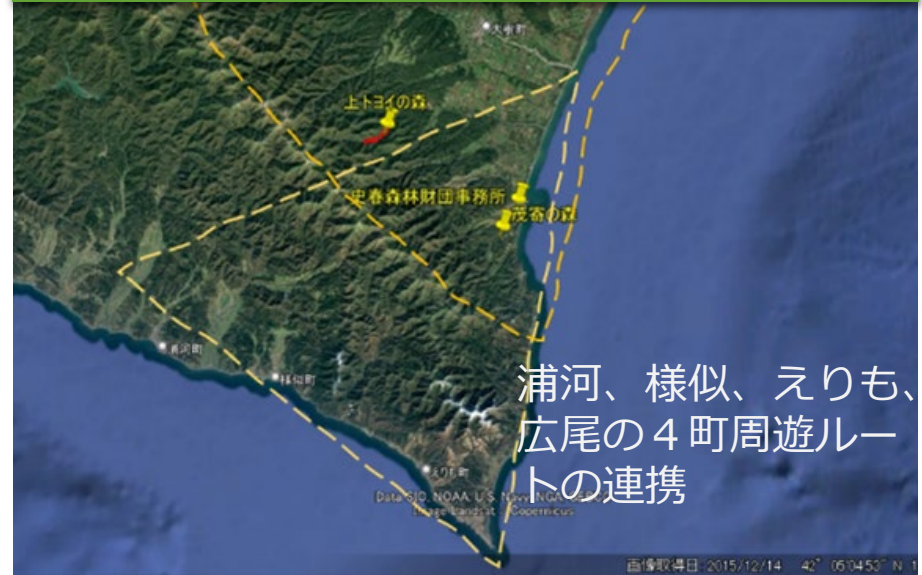 大樹町
上トヨイの森
史春森林財団事務所
茂寄の森
浦河町
様似町
浦河、様似、えりも、
広尾の４町周遊ルー
トの連携
えりも町
Data SIO, NOAA, U.S. Navy, NGA, GEBCO
Image Landsat / Copernicus
画像取得日: 2015/12/14 42° 05'04.53" N 1